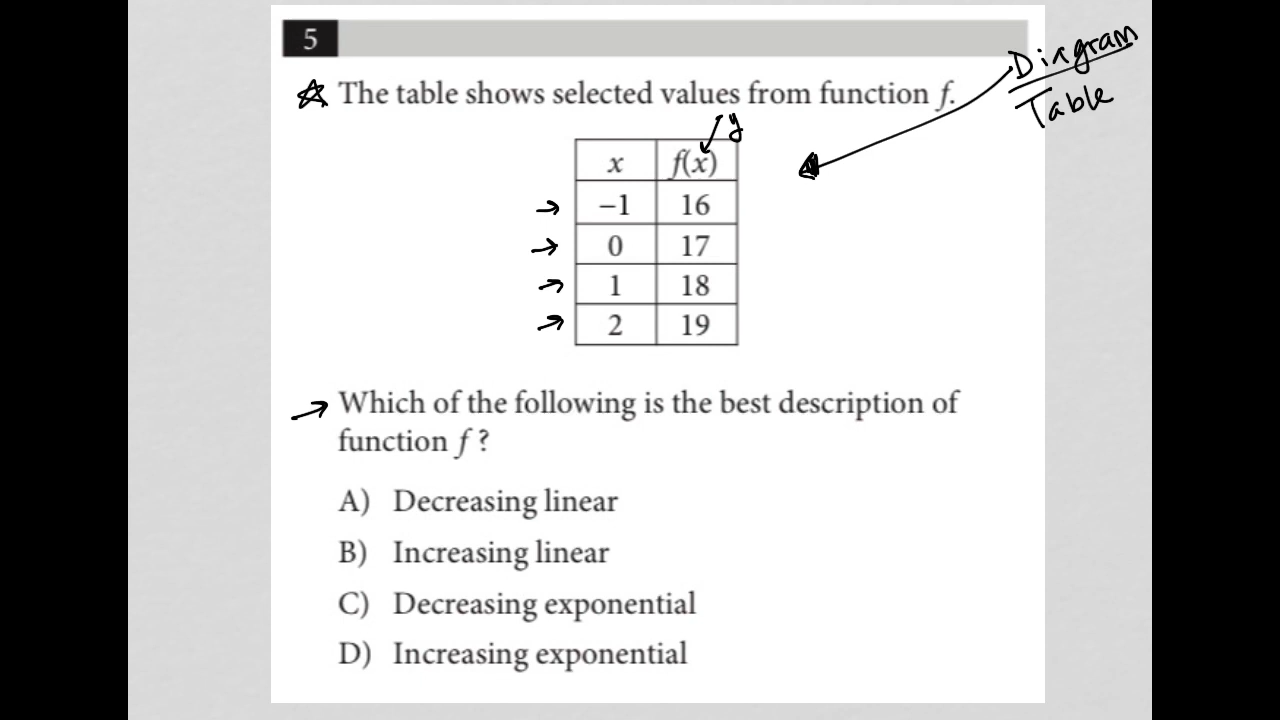 5
Diagram
Table
The table shows selected values from function f.
y
x f(x)
−1 16
0 17
1 18
2 19
Which of the following is the best description of
function f ?
A) Decreasing linear
B) Increasing linear
C) Decreasing exponential
D) Increasing exponential